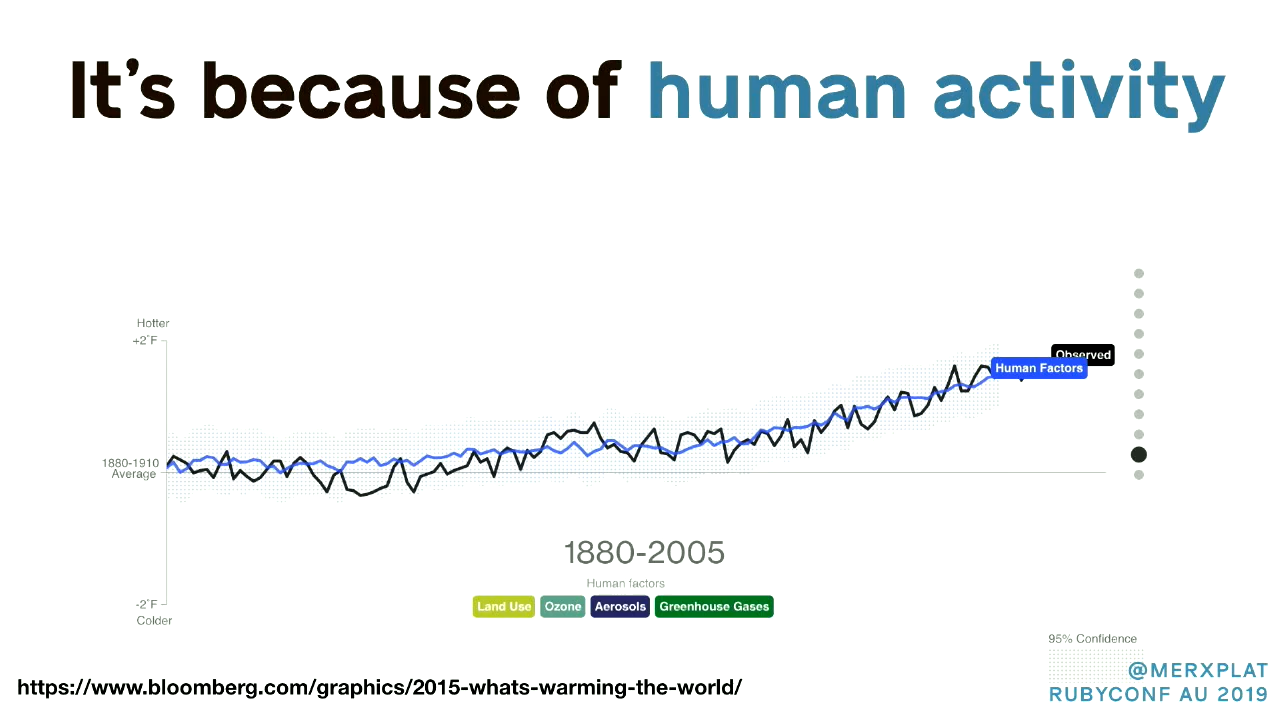 It's because of human activity
Hotter
+2°F
Observed
Human Factors
1880-1910
Average
1880-2005
Human factors
Land Use Ozone Aerosols Greenhouse Gases
-2°F
Colder
95% Confidence
@MERXPLAT
https://www.bloomberg.com/graphics/2015-whats-warming-the-world/
RUBYCONF AU 2019